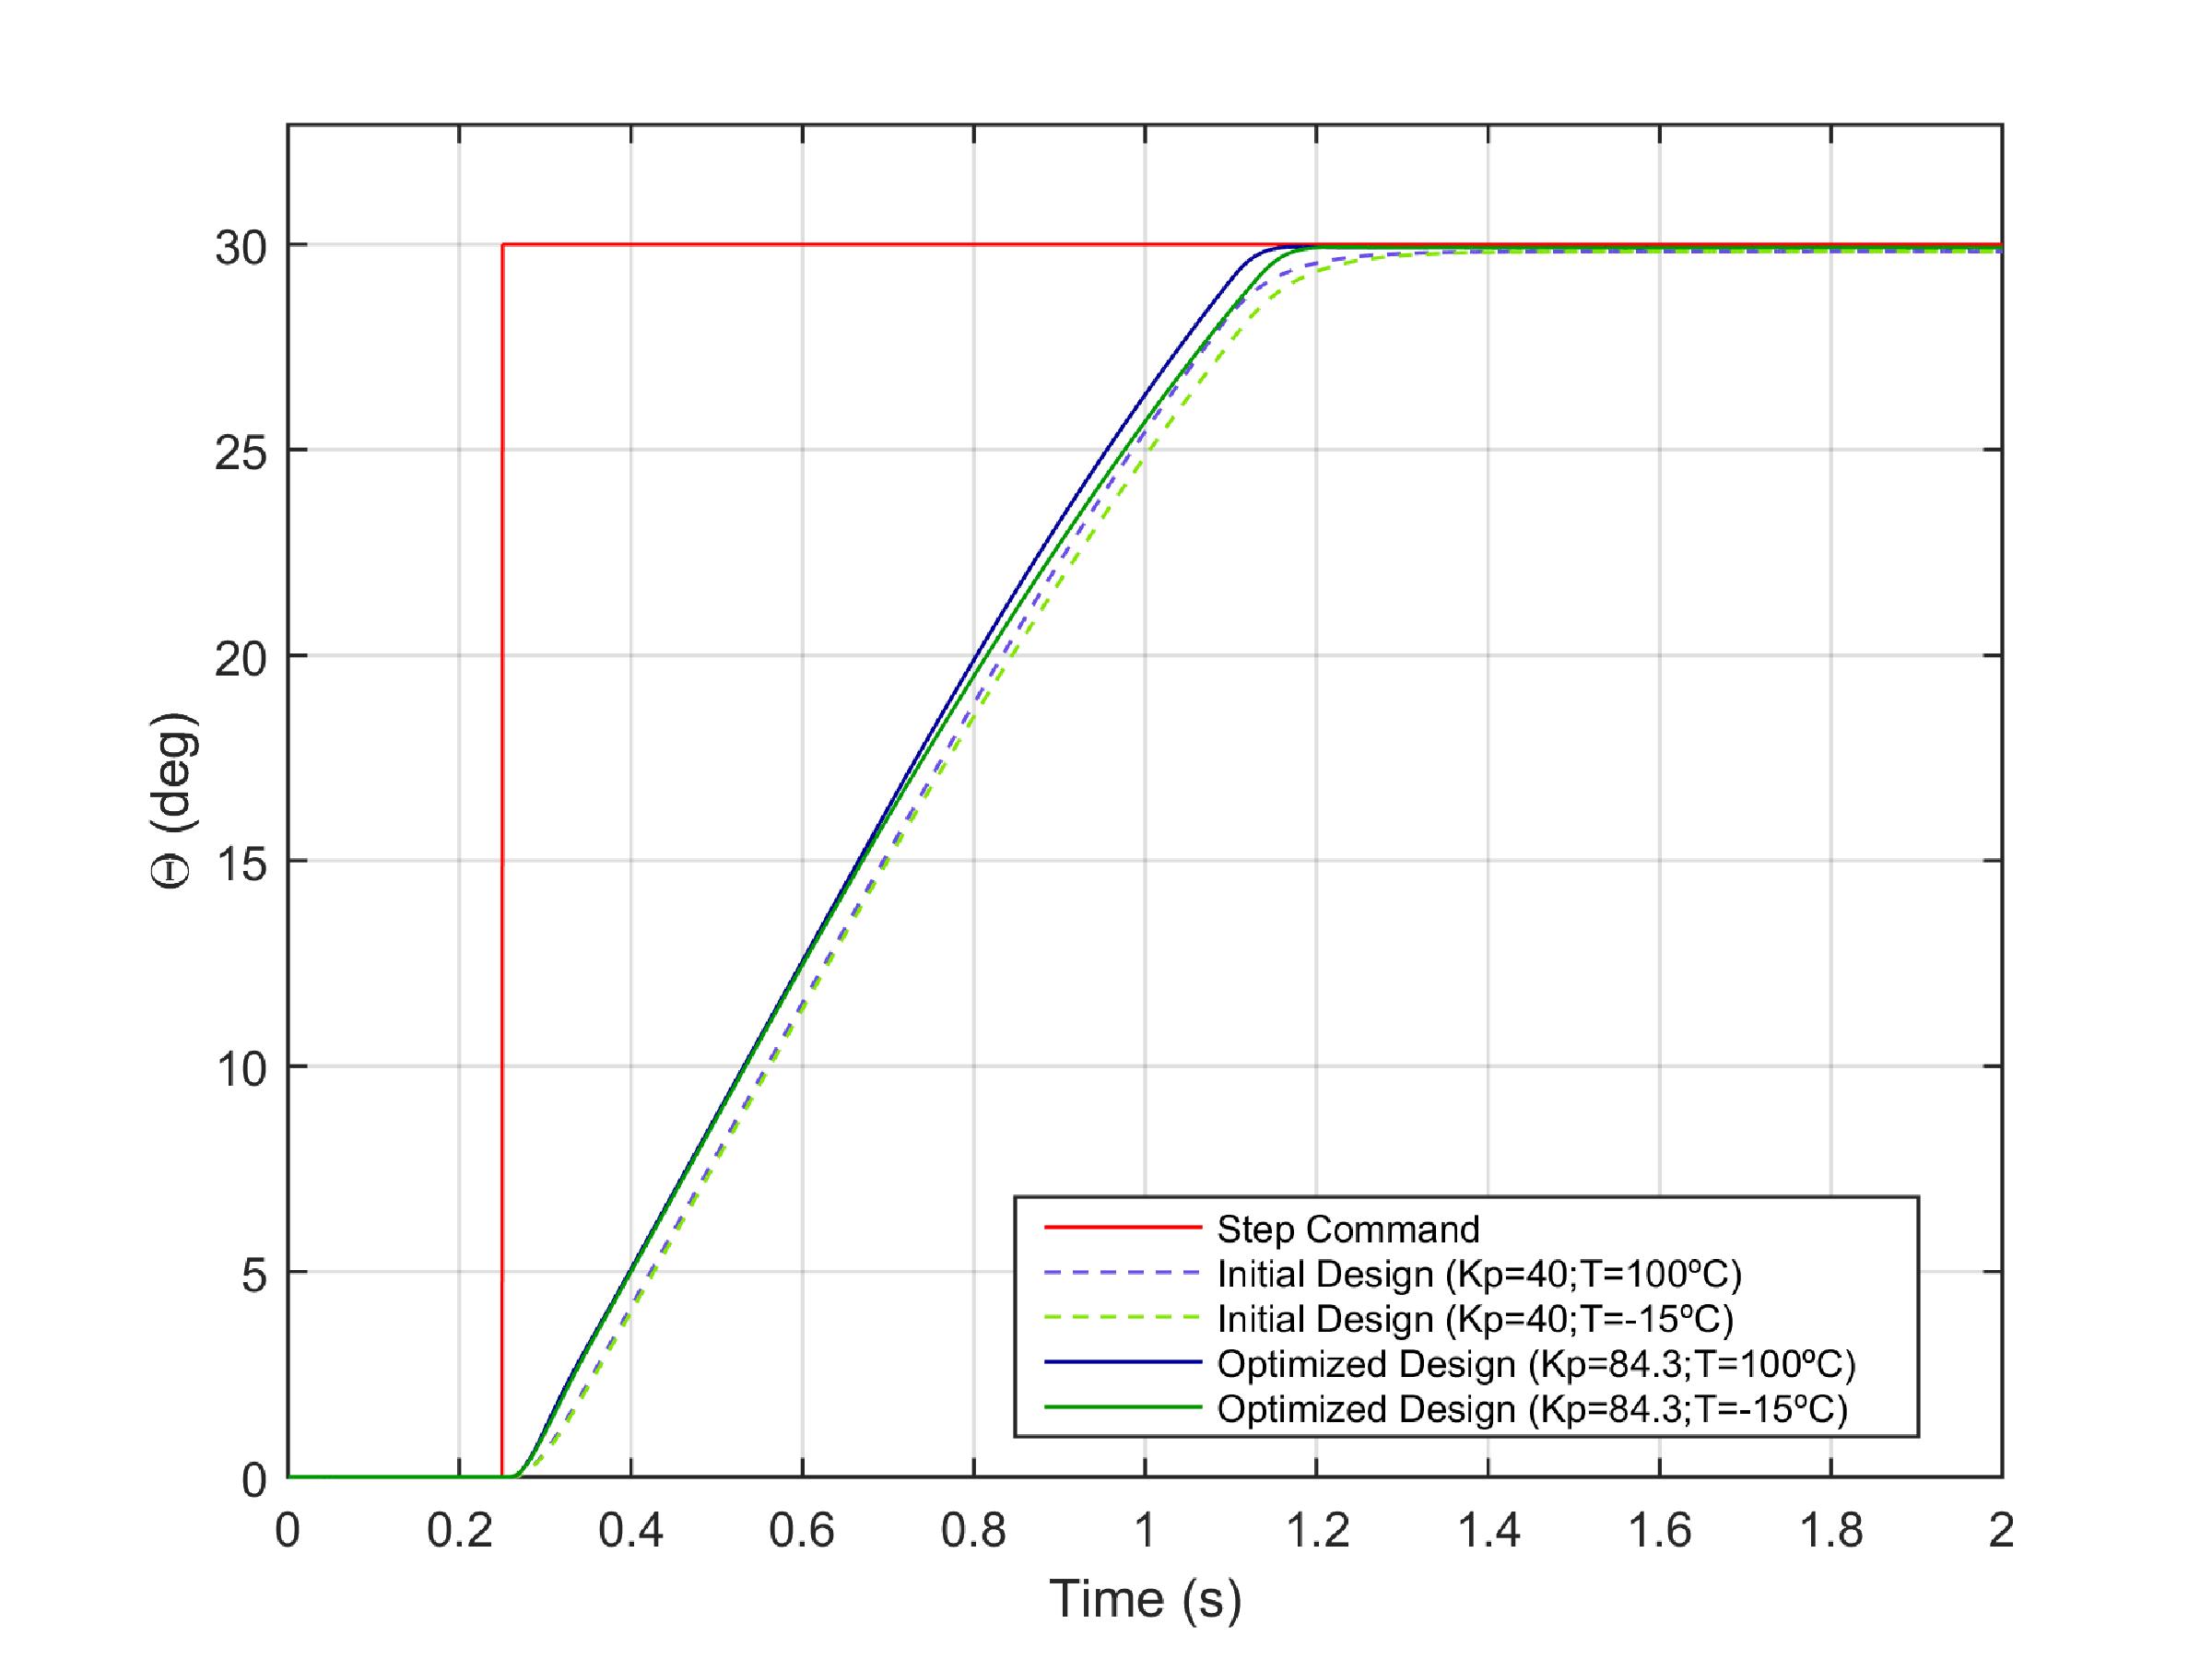 30
25
20
15
10
5
0
Θ (deg)
0 0.2 0.4 0.6 0.8 1 1.2 1.4 1.6 1.8 2
Time (s)
Step Command
Initial Design (Kp=40;T=100ºC)
Initial Design (Kp=40;T=-15ºC)
Optimized Design (Kp=84.3;T=100ºC)
Optimized Design (Kp=84.3;T=-15ºC)